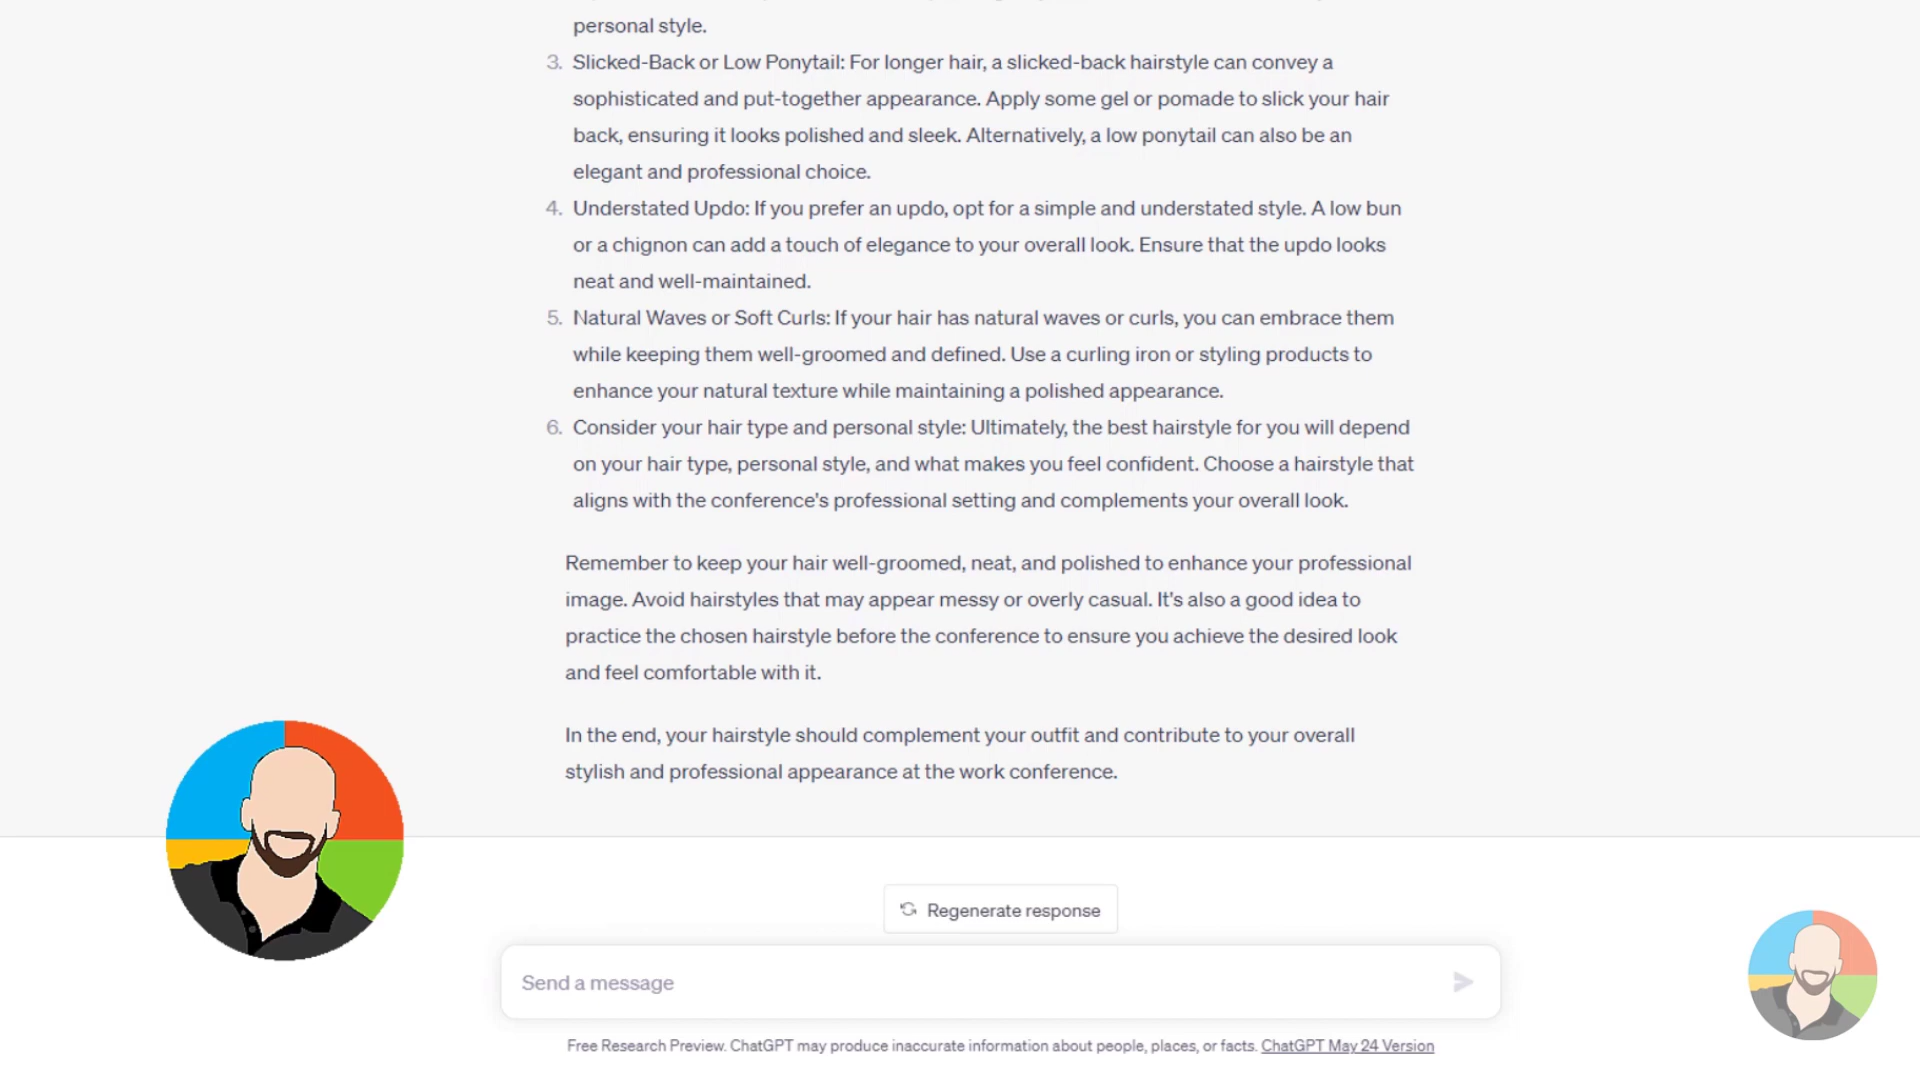 personal style.
3. Slicked-Back or Low Ponytail: For longer hair, a slicked-back hairstyle can convey a
sophisticated and put-together appearance. Apply some gel or pomade to slick your hair
back, ensuring it looks polished and sleek. Alternatively, a low ponytail can also be an
elegant and professional choice.
4. Understated Updo: If you prefer an updo, opt for a simple and understated style. A low bun
or a chignon can add a touch of elegance to your overall look. Ensure that the updo looks
neat and well-maintained.
5. Natural Waves or Soft Curls: If your hair has natural waves or curls, you can embrace them
while keeping them well-groomed and defined. Use a curling iron or styling products to
enhance your natural texture while maintaining a polished appearance.
6. Consider your hair type and personal style: Ultimately, the best hairstyle for you will depend
on your hair type, personal style, and what makes you feel confident. Choose a hairstyle that
aligns with the conference's professional setting and complements your overall look.
Remember to keep your hair well-groomed, neat, and polished to enhance your professional
image. Avoid hairstyles that may appear messy or overly casual. It's also a good idea to
practice the chosen hairstyle before the conference to ensure you achieve the desired look
and feel comfortable with it.
In the end, your hairstyle should complement your outfit and contribute to your overall
stylish and professional appearance at the work conference.
Regenerate response
Send a message
Free Research Preview. ChatGPT may produce inaccurate information about people, places, or facts. ChatGPT May 24 Version